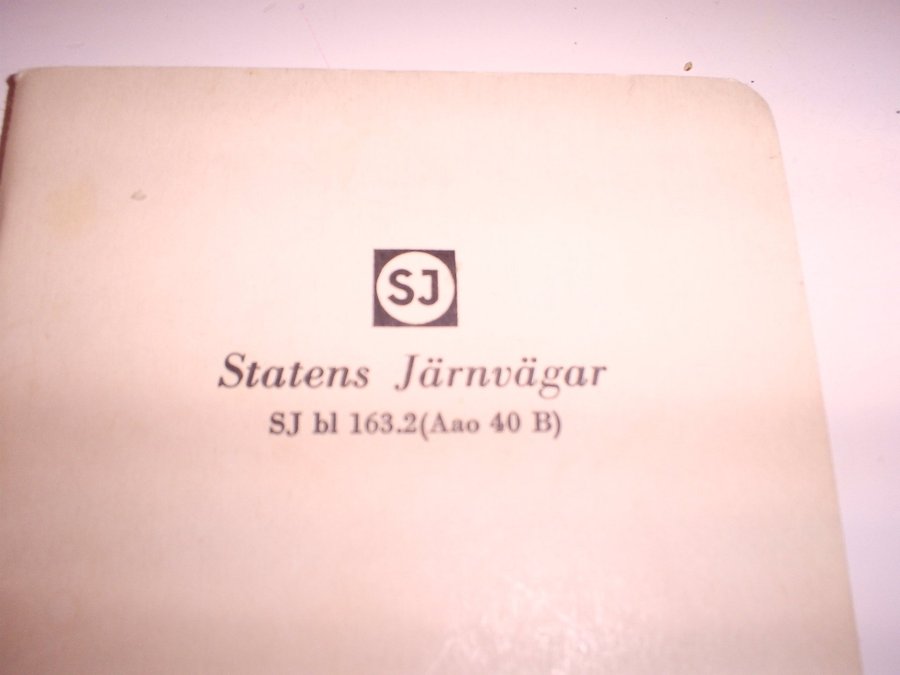 SJ
Statens Järnvägar
SJ bl 163.2(Aao 40 B)